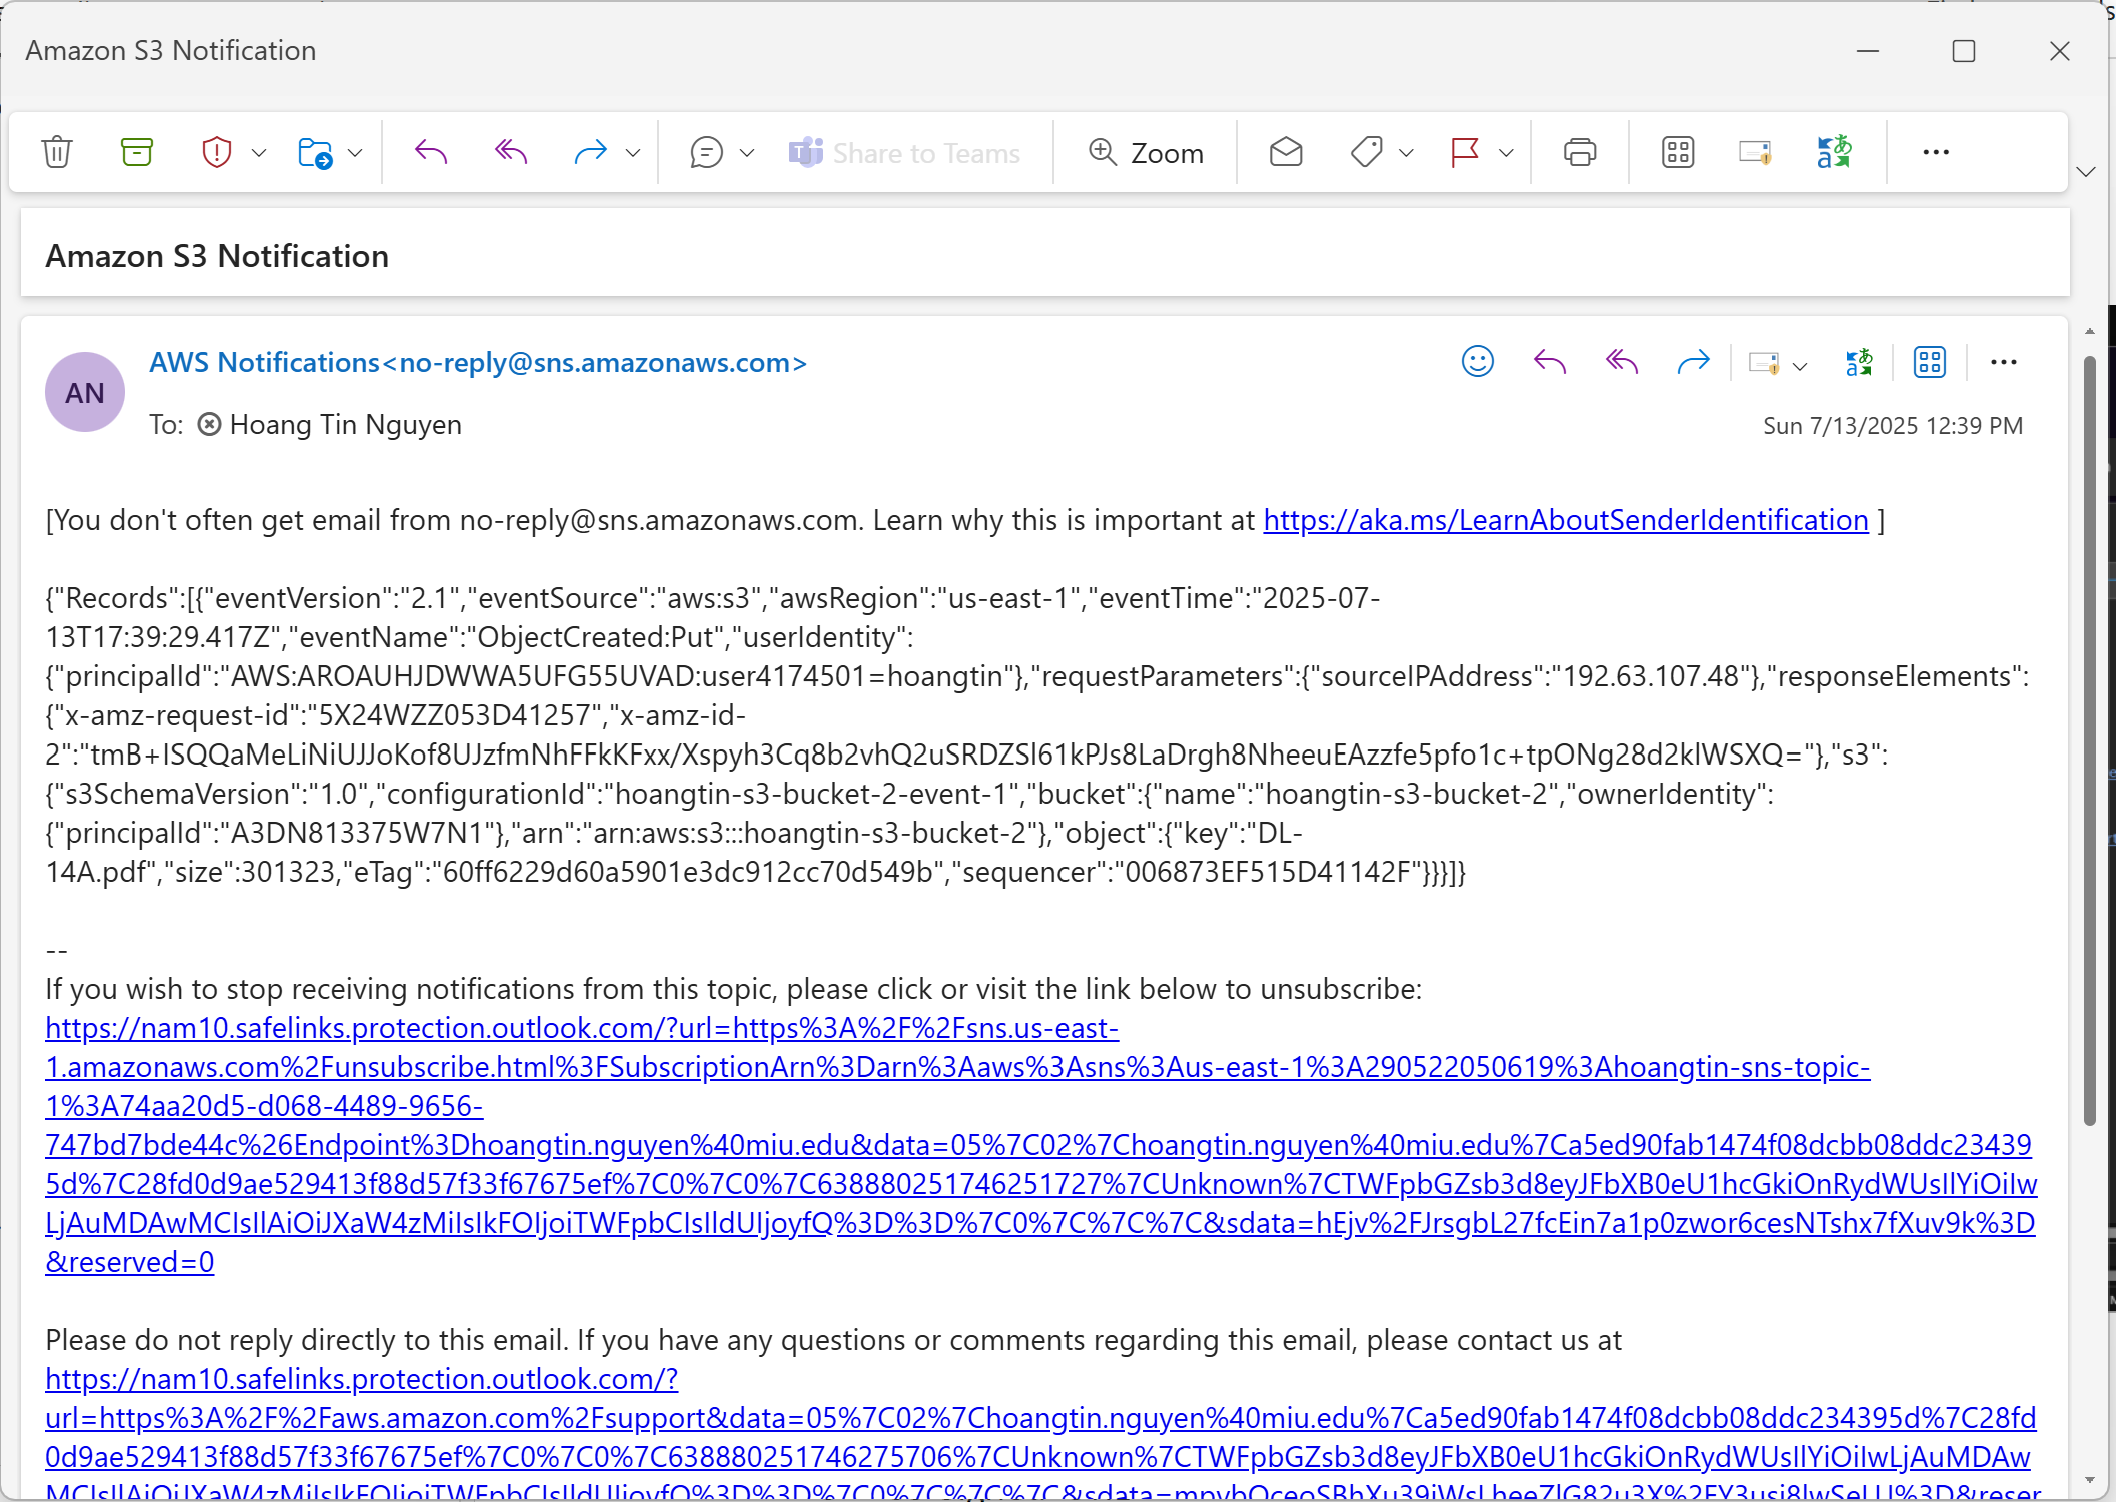 Amazon S3 Notification
Share to Teams
Zoom
Amazon S3 Notification
AN
AWS Notifications<no-reply@sns.amazonaws.com>
To: Hoang Tin Nguyen
Sun 7/13/2025 12:39 PM
[You don't often get email from no-reply@sns.amazonaws.com. Learn why this is important at https://aka.ms/LearnAboutSenderIdentification ]
{"Records":[{"eventVersion":"2.1","eventSource":"aws:s3","awsRegion":"us-east-1","eventTime":"2025-07-
13T17:39:29.417Z","eventName":"ObjectCreated:Put","userIdentity":
{"principalId":"AWS:AROAUHJDWWA5UFG55UVAD:user4174501=hoangtin"},"requestParameters":{"sourceIPAddress":"192.63.107.48"},"responseElements":
{"x-amz-request-id":"5X24WZZ053D41257","x-amz-id-
2":"tmB+ISQQaMeLiNiUJJoKof8UJzfmNhFFkKFxx/Xspyh3Cq8b2vhQ2uSRDZSl61kPJs8LaDrgh8NheeuEAzzfe5pfo1c+tpONg28d2klWSXQ="},"s3":
{"s3SchemaVersion":"1.0","configurationId":"hoangtin-s3-bucket-2-event-1","bucket":{"name":"hoangtin-s3-bucket-2","ownerIdentity":
{"principalId":"A3DN813375W7N1"},"arn":"arn:aws:s3:::hoangtin-s3-bucket-2"},"object":{"key":"DL-
14A.pdf","size":301323,"eTag":"60ff6229d60a5901e3dc912cc70d549b","sequencer":"006873EF515D41142F"}}}]}
--
If you wish to stop receiving notifications from this topic, please click or visit the link below to unsubscribe:
https://nam10.safelinks.protection.outlook.com/?url=https%3A%2F%2Fsns.us-east-
1.amazonaws.com%2Funsubscribe.html%3FSubscriptionArn%3Darn%3Aaws%3Asns%3Aus-east-1%3A290522050619%3Ahoangtin-sns-topic-
1%3A74aa20d5-d068-4489-9656-
747bd7bde44c%26Endpoint%3Dhoangtin.nguyen%40miu.edu&data=05%7C02%7Choangtin.nguyen%40miu.edu%7Ca5ed90fab1474f08dcbb08ddc23439
5d%7C28fd0d9ae529413f88d57f33f67675ef%7C0%7C0%7C638880251746251727%7CUnknown%7CTWFpbGZsb3d8eyJFbXB0eU1hcGkiOnRydWUsIlYiOiIw
LjAuMDAwMCIsIlAiOiJXaW4zMiIsIkFOIjoiTWFpbCIsIldUIjoyfQ%3D%3D%7C0%7C%7C%7C&sdata=hEjv%2FJrsgbL27fcEin7a1p0zwor6cesNTshx7fXuv9k%3D
&reserved=0
Please do not reply directly to this email. If you have any questions or comments regarding this email, please contact us at
https://nam10.safelinks.protection.outlook.com/?
url=https%3A%2F%2Faws.amazon.com%2Fsupport&data=05%7C02%7Choangtin.nguyen%40miu.edu%7Ca5ed90fab1474f08dcbb08ddc234395d%7C28fd
0d9ae529413f88d57f33f67675ef%7C0%7C0%7C638880251746275706%7CUnknown%7CTWFpbGZsb3d8eyJFbXB0eU1hcGkiOnRydWUsIlYiOiIwLjAuMDAw